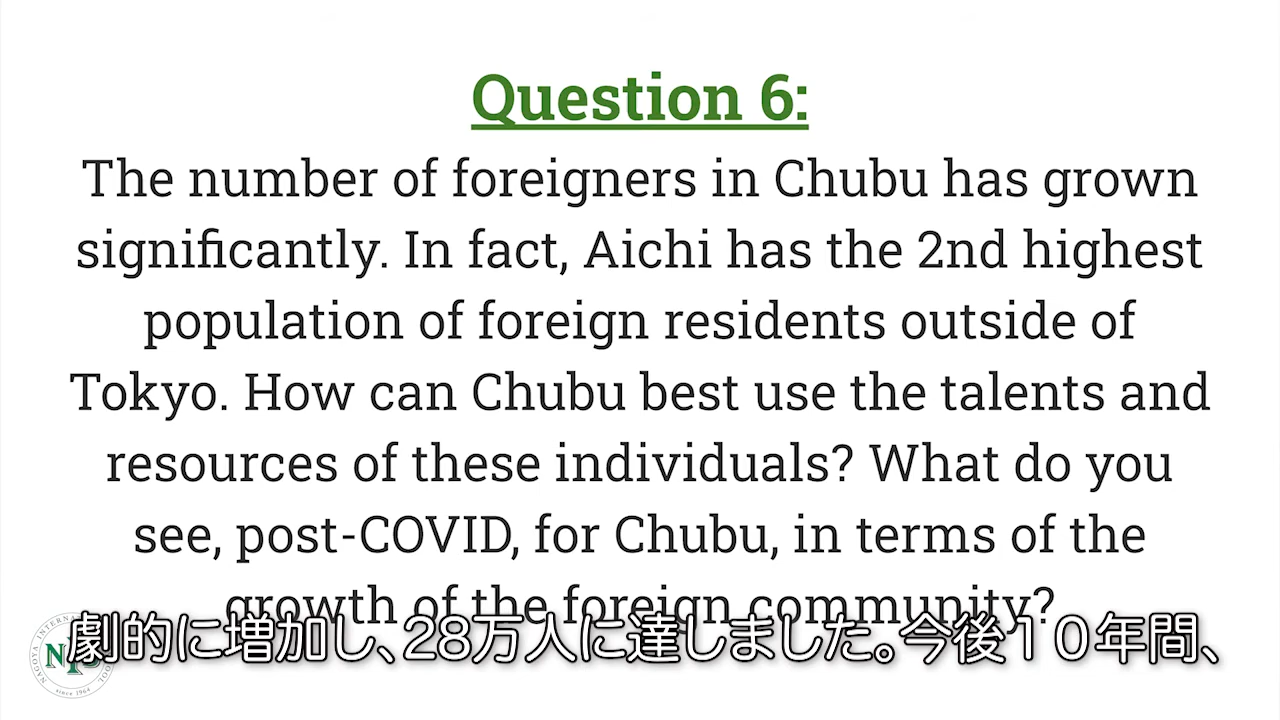 Question 6:
The number of foreigners in Chubu has grown
significantly. In fact, Aichi has the 2nd highest
population of foreign residents outside of
Tokyo. How can Chubu best use the talents and
resources of these individuals? What do you
see, post-COVID, for Chubu, in terms of the
growth of the foreign community?
劇的に増加し、28万人に達しました。今後10年間、
since 1964